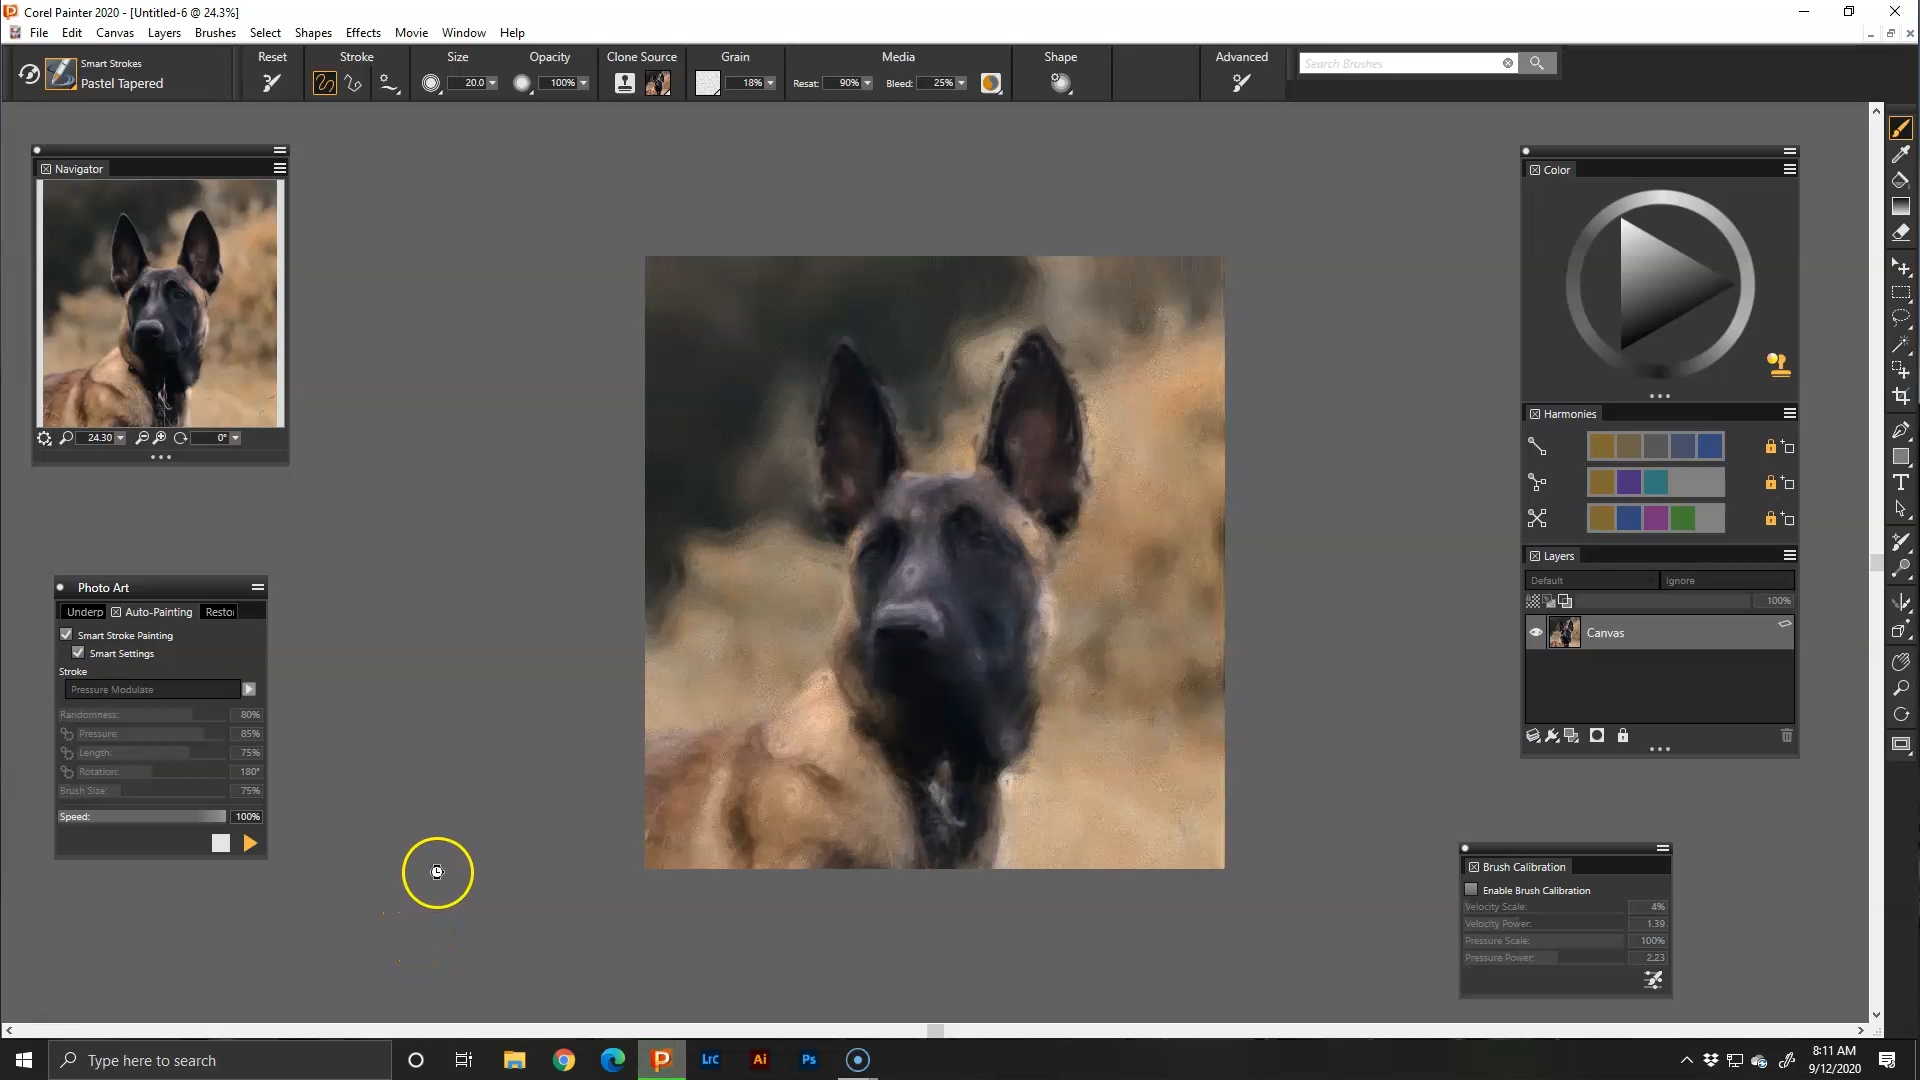 Corel Painter 2020 - [Untitled-6 @ 24.3%]
File Edit Canvas Layers Brushes Select Shapes Effects Movie Window Help
Smart Strokes
Pastel Tapered
Reset
Stroke
Size
20.0
Opacity
100%
Clone Source
Grain
18%
Media
Resat: 90%
Bleed: 25%
Shape
Advanced
Search Brushes
Navigator
24.30
0°
Photo Art
Underp
Auto-Painting
Resto
Smart Stroke Painting
Smart Settings
Stroke
Pressure Modulate
Randomness: 80%
Pressure: 85%
Length: 75%
Rotation: 180°
Brush Size: 75%
Speed: 100%
Color
Harmonies
Layers
Default
Ignore
100%
Canvas
Brush Calibration
Enable Brush Calibration
Velocity Scale: 4%
Velocity Power: 1.39
Pressure Scale: 100%
Pressure Power: 2.23
Type here to search
Lrc
Ai
Ps
8:11 AM
9/12/2020